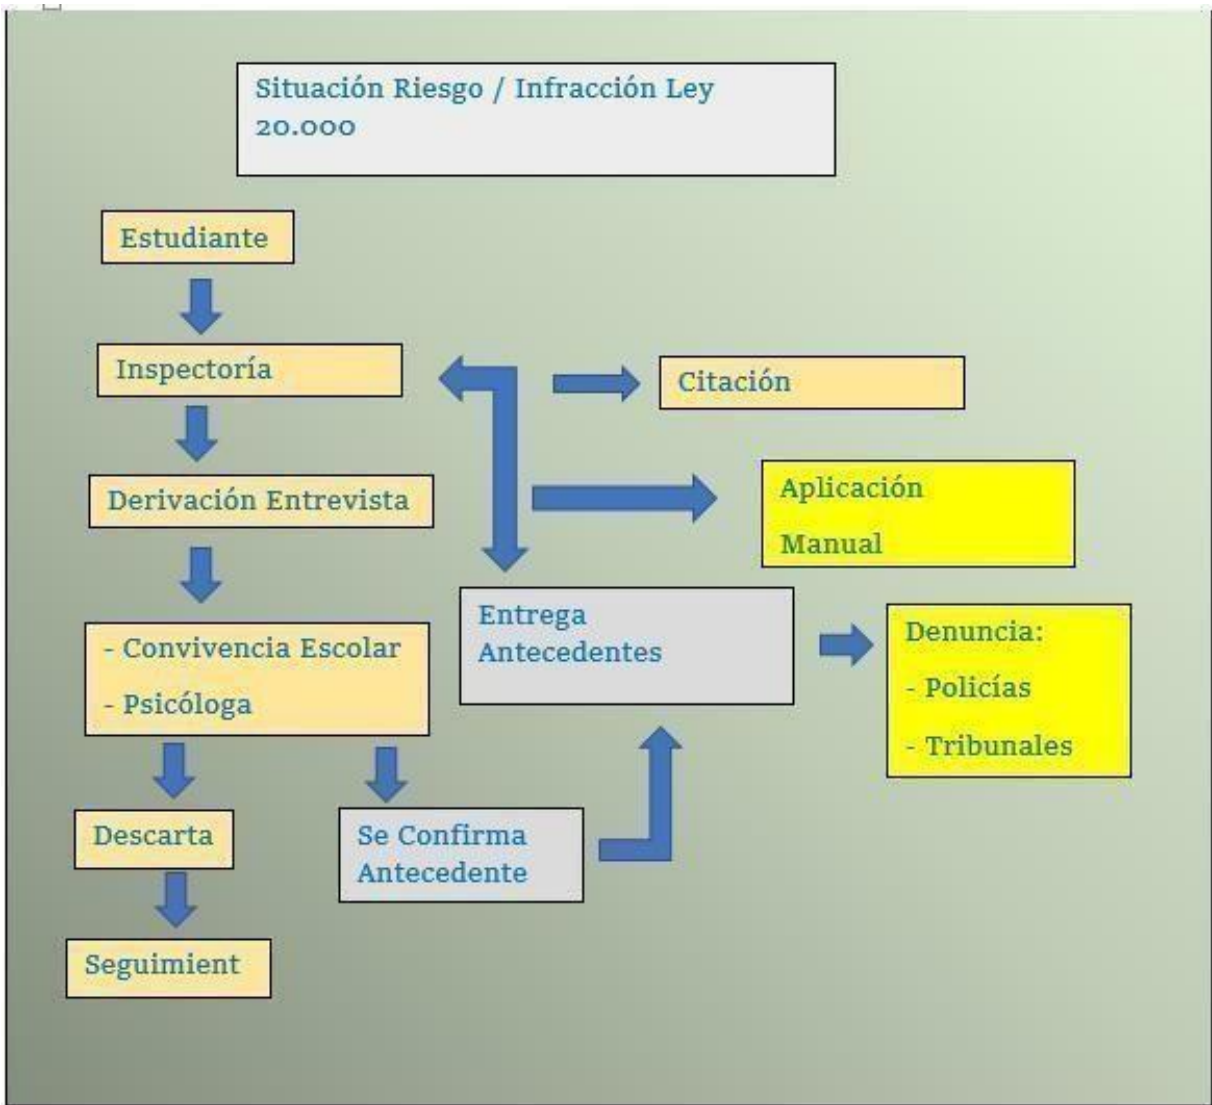 Situación Riesgo / Infracción Ley
20.000
Estudiante
Inspectoría
Citación
Derivación Entrevista
Aplicación
Manual
Entrega
Antecedentes
Denuncia:
- Policías
- Tribunales
- Convivencia Escolar
- Psicóloga
Descarta
Se Confirma
Antecedente
Seguimient